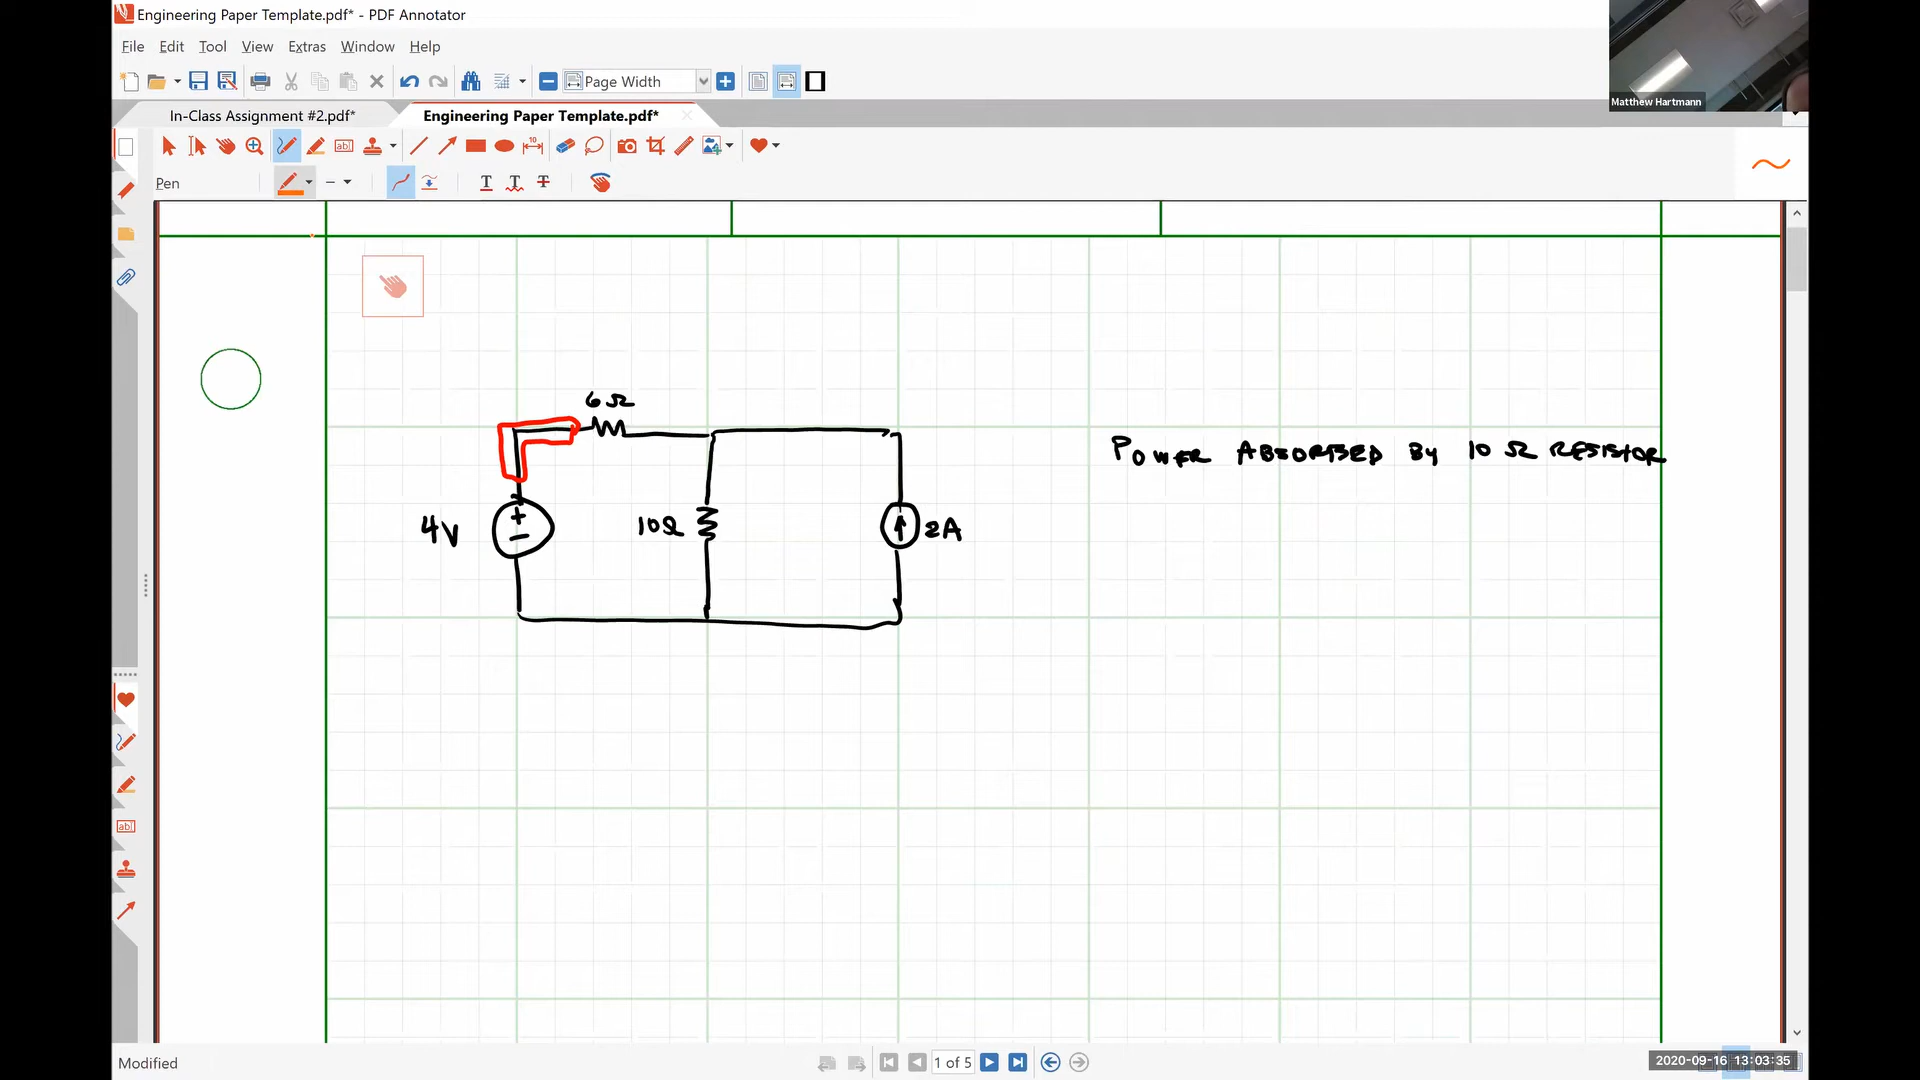 Engineering Paper Template.pdf* - PDF Annotator
File Edit Tool View Extras Window Help
Page Width
Matthew Hartmann
In-Class Assignment #2.pdf*
Engineering Paper Template.pdf*
Pen
6Ω
POWER ABSORBED BY 10 Ω RESISTOR
4V
10Ω
2A
Modified
1 of 5
2020-09-16 13:03:35